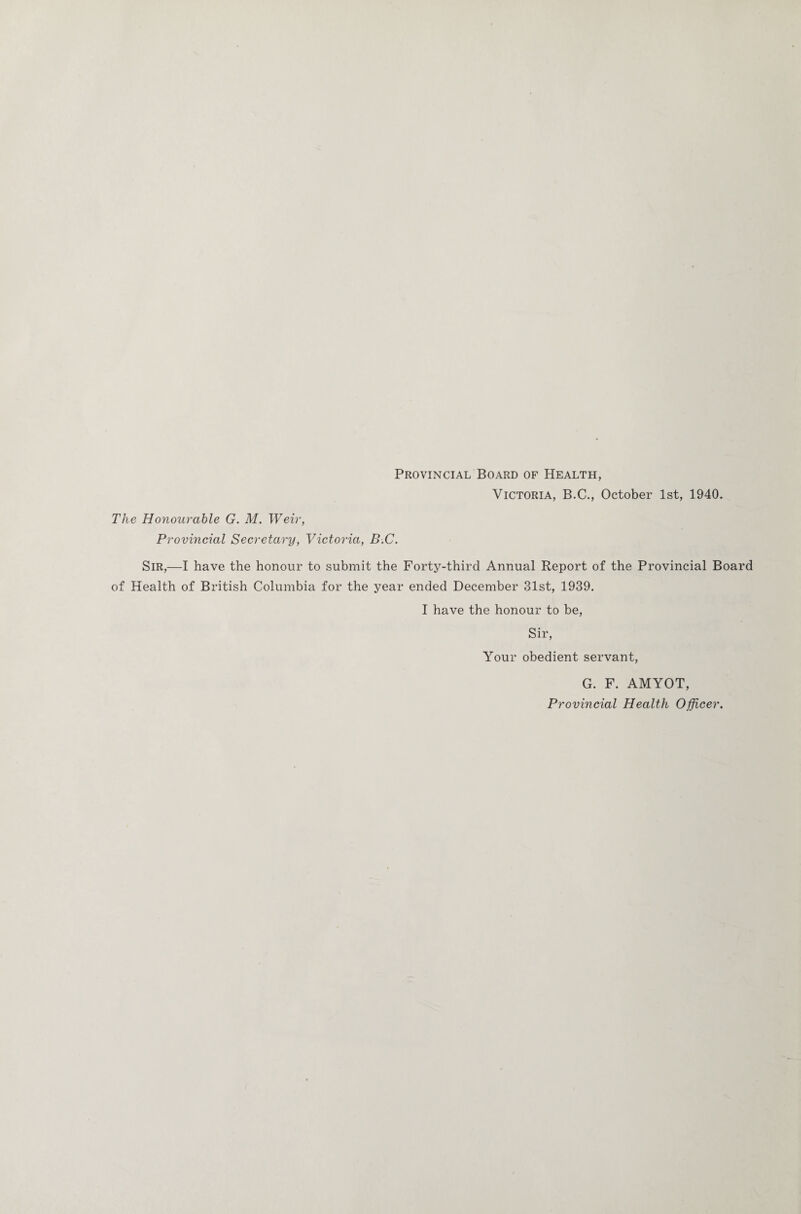 PROVINCIAL BOARD OF HEALTH,
VICTORIA, B.C., October 1st, 1940.
The Honourable G. M. Weir,
Provincial Secretary, Victoria, B.C.
SIR,—I have the honour to submit the Forty-third Annual Report of the Provincial Board
of Health of British Columbia for the year ended December 31st, 1939.
I have the honour to be,
Sir,
Your obedient servant,
G. F. AMYOT,
Provincial Health Officer.